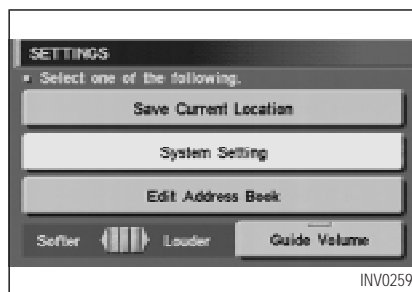 SETTINGS
Select one of the following.
Save Current Location
System Setting
Edit Address Book
Softer Louder Guide Volume
INV0259